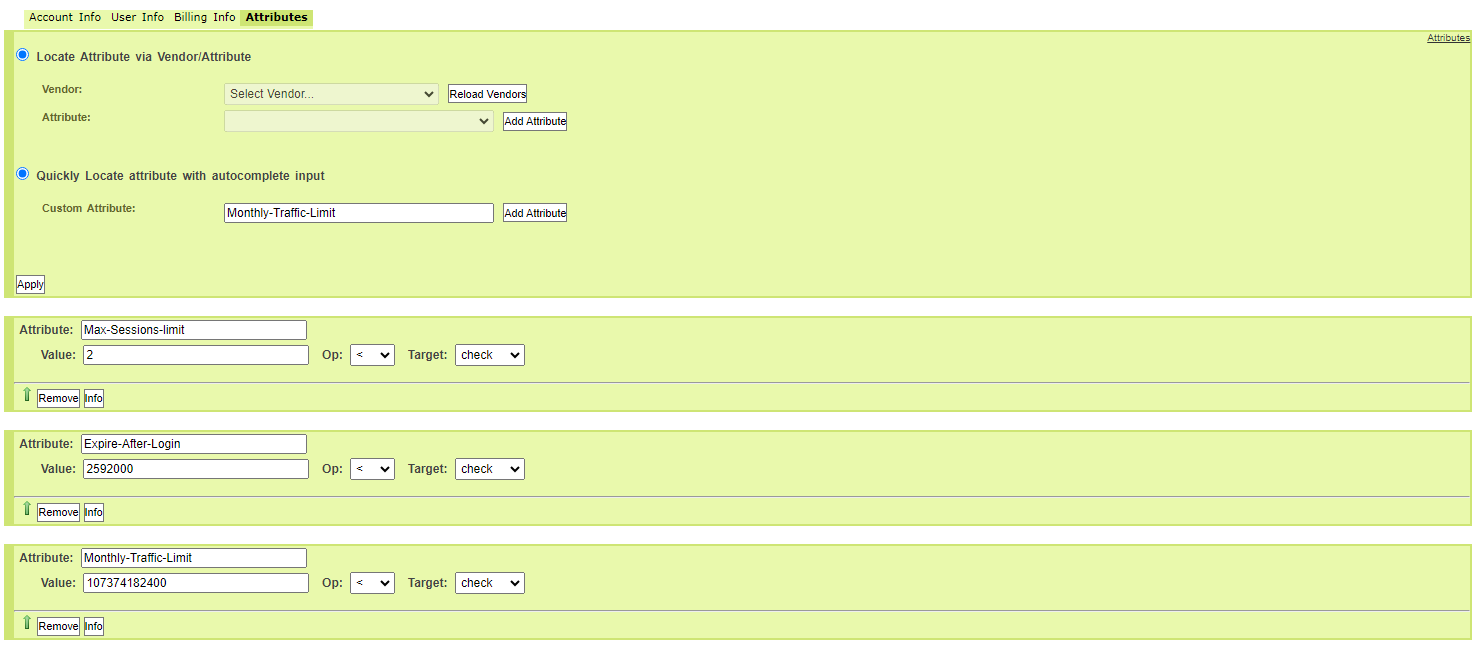 Account Info User Info Billing Info Attributes
Attributes
Locate Attribute via Vendor/Attribute
Vendor: Select Vendor... Reload Vendors
Attribute: Add Attribute
Quickly Locate attribute with autocomplete input
Custom Attribute: Monthly-Traffic-Limit Add Attribute
Apply
Attribute: Max-Sessions-limit
Value: 2 Op: < Target: check
Remove Info
Attribute: Expire-After-Login
Value: 2592000 Op: < Target: check
Remove Info
Attribute: Monthly-Traffic-Limit
Value: 107374182400 Op: < Target: check
Remove Info